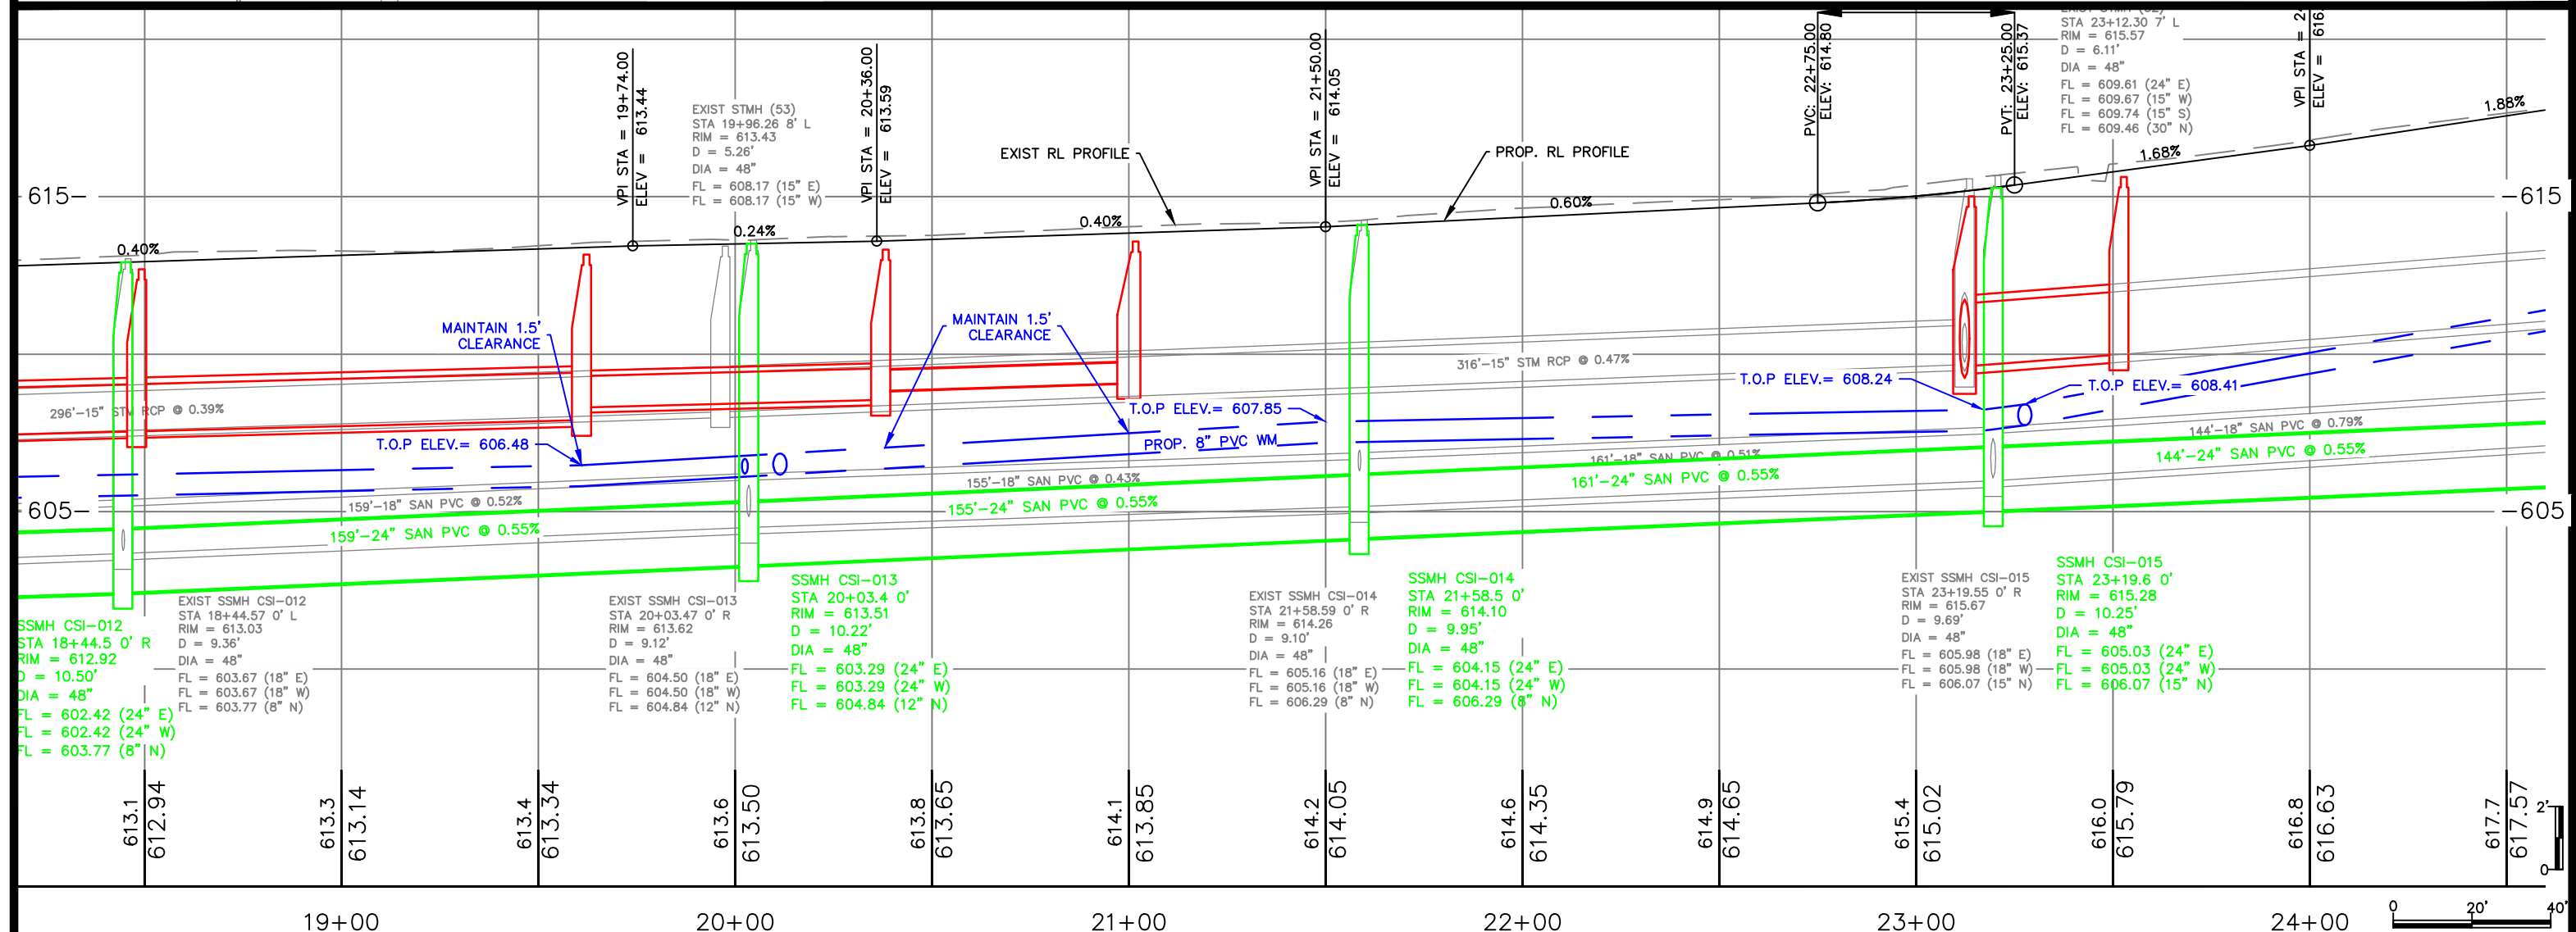 VPI STA = 19+74.00
ELEV = 613.44
EXIST STMH (53)
STA 19+96.26 8' L
RIM = 613.43
D = 5.26'
DIA = 48"
FL = 608.17 (15" E)
FL = 608.17 (15" W)
VPI STA = 20+36.00
ELEV = 613.59
EXIST RL PROFILE
VPI STA = 21+50.00
ELEV = 614.05
PROP. RL PROFILE
PVC: 22+75.00
ELEV: 614.80
PVT: 23+25.00
ELEV: 615.37
STA 23+12.30 7' L
RIM = 615.57
D = 6.11'
DIA = 48"
FL = 609.61 (24" E)
FL = 609.67 (15" W)
FL = 609.74 (15" S)
FL = 609.46 (30" N)
VPI STA =
ELEV =
1.88%
1.68%
615
0.40%
0.24%
0.40%
0.60%
615
MAINTAIN 1.5'
CLEARANCE
MAINTAIN 1.5'
CLEARANCE
316'-15" STM RCP @ 0.47%
T.O.P ELEV.= 608.24
T.O.P ELEV.= 608.41
296'-15" STM RCP @ 0.39%
T.O.P ELEV.= 607.85
T.O.P ELEV.= 606.48
PROP. 8" PVC WM
144'-18" SAN PVC @ 0.79%
144'-24" SAN PVC @ 0.55%
161'-18" SAN PVC @ 0.51%
161'-24" SAN PVC @ 0.55%
155'-18" SAN PVC @ 0.43%
155'-24" SAN PVC @ 0.55%
605
159'-18" SAN PVC @ 0.52%
159'-24" SAN PVC @ 0.55%
605
SSMH CSI-012
STA 18+44.5 0' R
RIM = 612.92
D = 10.50'
DIA = 48"
FL = 602.42 (24" E)
FL = 602.42 (24" W)
FL = 603.77 (8" N)
EXIST SSMH CSI-012
STA 18+44.57 0' L
RIM = 613.03
D = 9.36'
DIA = 48"
FL = 603.67 (18" E)
FL = 603.67 (18" W)
FL = 603.77 (8" N)
EXIST SSMH CSI-013
STA 20+03.47 0' R
RIM = 613.62
D = 9.12'
DIA = 48"
FL = 604.50 (18" E)
FL = 604.50 (18" W)
FL = 604.84 (12" N)
SSMH CSI-013
STA 20+03.4 0'
RIM = 613.51
D = 10.22'
DIA = 48"
FL = 603.29 (24" E)
FL = 603.29 (24" W)
FL = 604.84 (12" N)
EXIST SSMH CSI-014
STA 21+58.59 0' R
RIM = 614.26
D = 9.10'
DIA = 48"
FL = 605.16 (18" E)
FL = 605.16 (18" W)
FL = 606.29 (8" N)
SSMH CSI-014
STA 21+58.5 0'
RIM = 614.10
D = 9.95'
DIA = 48"
FL = 604.15 (24" E)
FL = 604.15 (24" W)
FL = 606.29 (8" N)
EXIST SSMH CSI-015
STA 23+19.55 0' R
RIM = 615.67
D = 9.69'
DIA = 48"
FL = 605.98 (18" E)
FL = 605.98 (18" W)
FL = 606.07 (15" N)
SSMH CSI-015
STA 23+19.6 0'
RIM = 615.28
D = 10.25'
DIA = 48"
FL = 605.03 (24" E)
FL = 605.03 (24" W)
FL = 606.07 (15" N)
613.1
612.94
613.3
613.14
613.4
613.34
613.6
613.50
613.8
613.65
614.1
613.85
614.2
614.05
614.6
614.35
614.9
614.65
615.4
615.02
616.0
615.79
616.8
616.63
617.7
617.57
2'
0
19+00
20+00
21+00
22+00
23+00
24+00
0 20' 40'